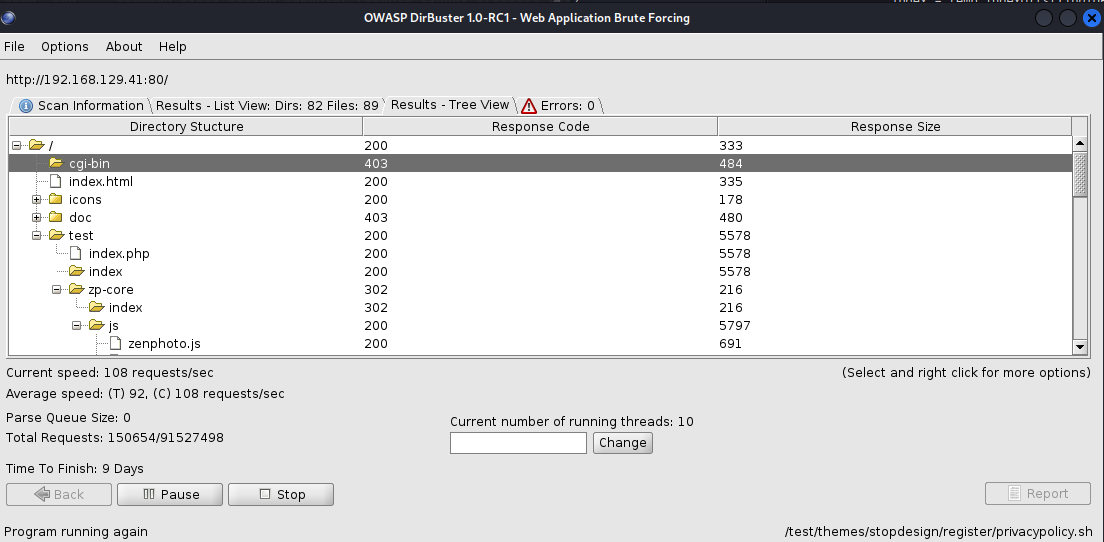 OWASP DirBuster 1.0-RC1 - Web Application Brute Forcing
File Options About Help
http://192.168.129.41:80/
Scan Information Results - List View: Dirs: 82 Files: 89 Results - Tree View Errors: 0
Directory Stucture Response Code Response Size
/ 200 333
cgi-bin 403 484
index.html 200 335
icons 200 178
doc 403 480
test 200 5578
index.php 200 5578
index 200 5578
zp-core 302 216
index 302 216
js 200 5797
zenphoto.js 200 691
Current speed: 108 requests/sec (Select and right click for more options)
Average speed: (T) 92, (C) 108 requests/sec
Parse Queue Size: 0 Current number of running threads: 10
Total Requests: 150654/91527498 Change
Time To Finish: 9 Days
Back Pause Stop Report
Program running again /test/themes/stopdesign/register/privacypolicy.sh